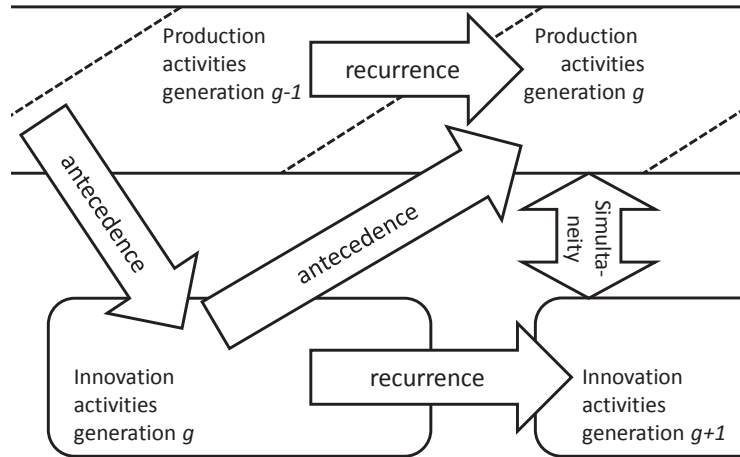 Production
activities
generation g-1
recurrence
Production
activities
generation g
antecedence
antecedence
Simulta-
neity
Innovation
activities
generation g
recurrence
Innovation
activities
generation g+1